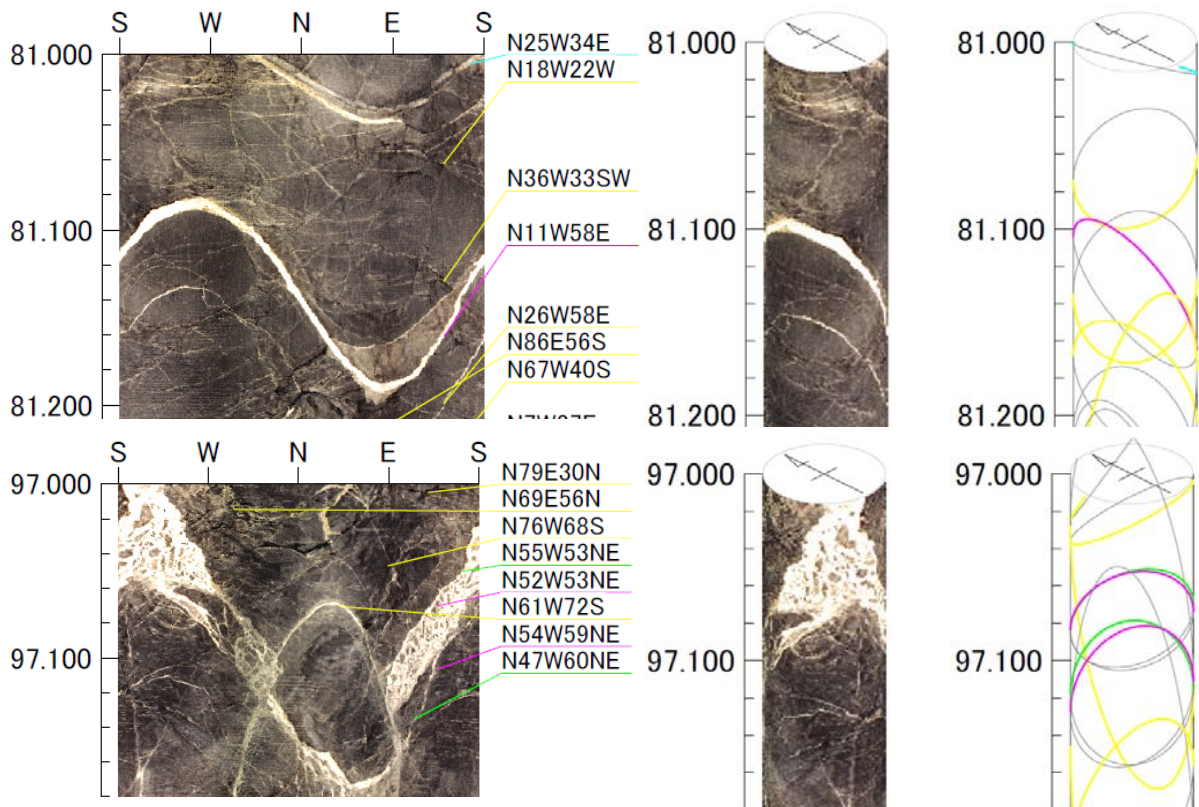 S W N E S
81.000
81.100
81.200
N25W34E
N18W22W
N36W33SW
N11W58E
N26W58E
N86E56S
N67W40S
81.000
81.100
81.200
81.000
81.100
81.200
S W N E S
97.000
97.100
N79E30N
N69E56N
N76W68S
N55W53NE
N52W53NE
N61W72S
N54W59NE
N47W60NE
97.000
97.100
97.000
97.100